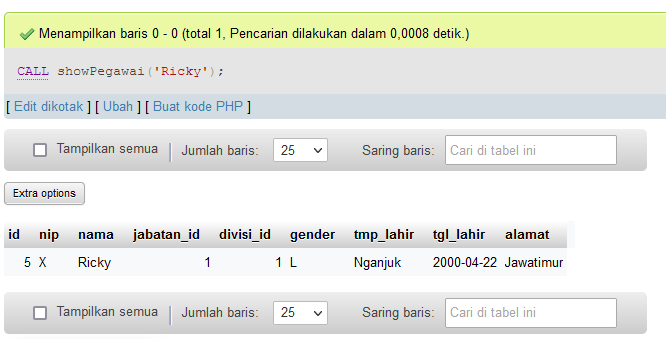 Menampilkan baris 0 - 0 (total 1, Pencarian dilakukan dalam 0,0008 detik.)
CALL showPegawai('Ricky');
[ Edit dikotak ] [ Ubah ] [ Buat kode PHP ]
Tampilkan semua | Jumlah baris: 25 Saring baris: Cari di tabel ini
Extra options
id nip nama jabatan_id divisi_id gender tmp_lahir tgl_lahir alamat
5 X Ricky 1 1 L Nganjuk 2000-04-22 Jawatimur
Tampilkan semua | Jumlah baris: 25 Saring baris: Cari di tabel ini